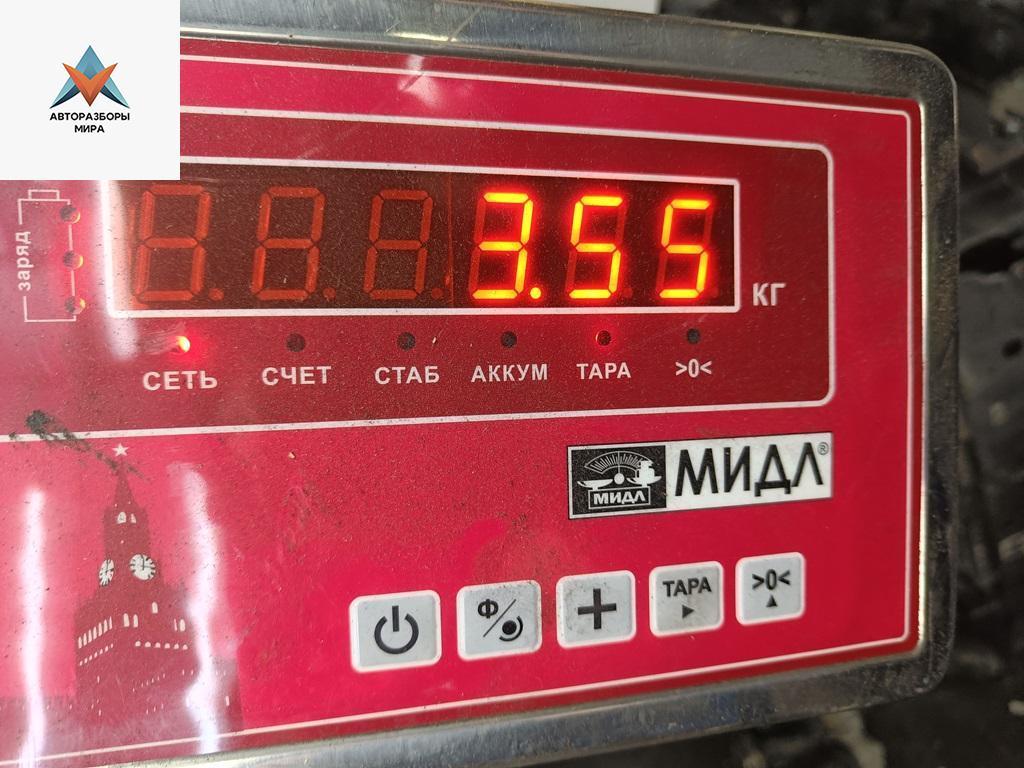 АВТОРАЗБОРЫ
МИРА
заряд
3.55
КГ
СЕТЬ СЧЕТ СТАБ АККУМ ТАРА >0<
МИДЛ МИДЛ®
Ф/ + ТАРА >0<